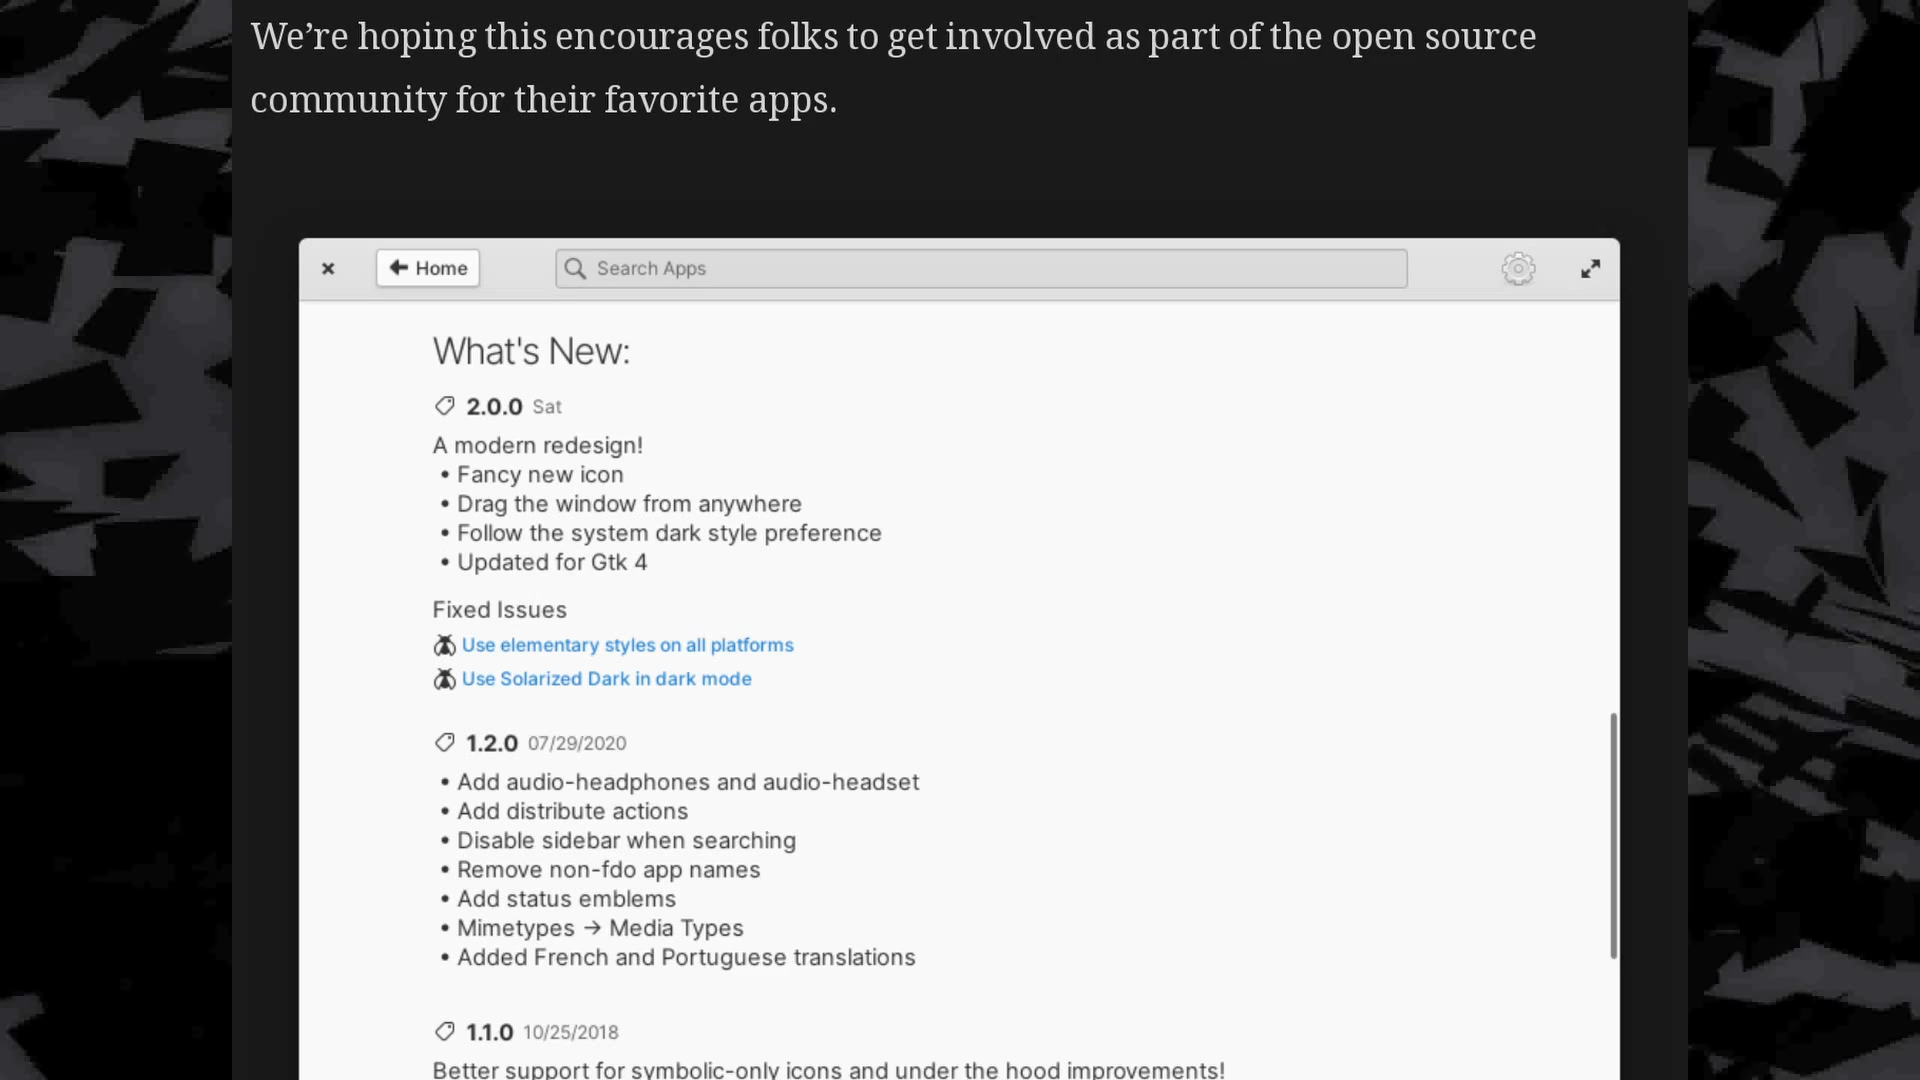 We’re hoping this encourages folks to get involved as part of the open source
community for their favorite apps.
Home
Search Apps
What's New:
2.0.0 Sat
A modern redesign!
• Fancy new icon
• Drag the window from anywhere
• Follow the system dark style preference
• Updated for Gtk 4
Fixed Issues
Use elementary styles on all platforms
Use Solarized Dark in dark mode
1.2.0 07/29/2020
• Add audio-headphones and audio-headset
• Add distribute actions
• Disable sidebar when searching
• Remove non-fdo app names
• Add status emblems
• Mimetypes → Media Types
• Added French and Portuguese translations
1.1.0 10/25/2018
Better support for symbolic-only icons and under the hood improvements!